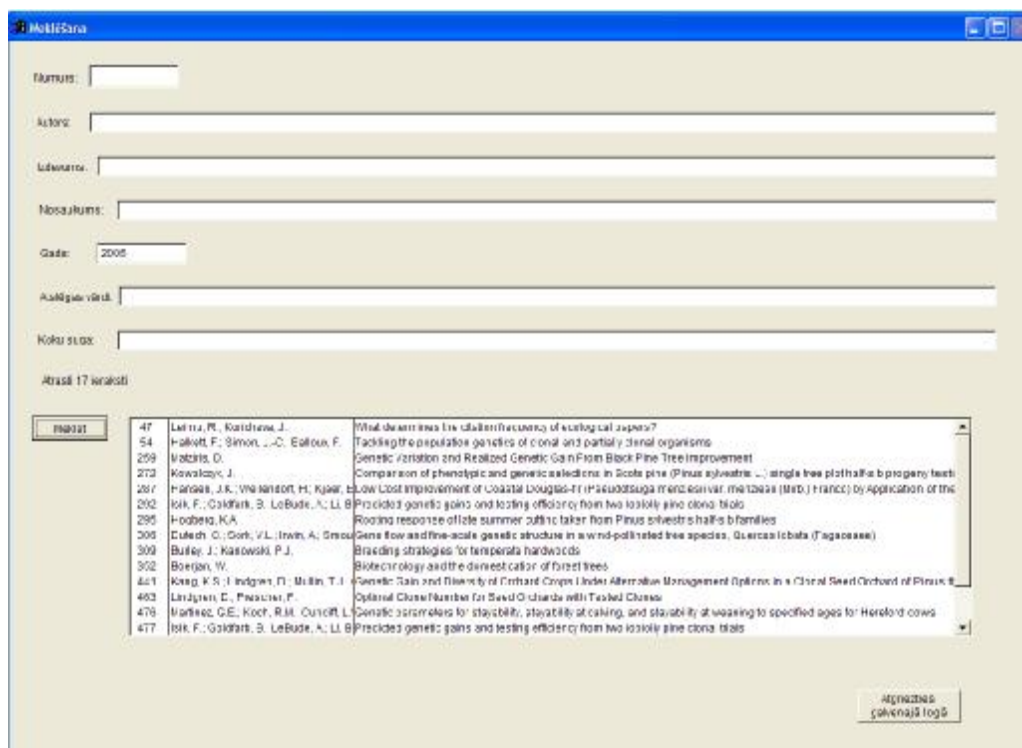 Meklēšana
Numurs:
Autors:
Izdevums:
Nosaukums:
Gads: 2005
Atslēgas vārdi:
Koku suga:
Atrasti 17 ieraksti
Meklēt
47 Leimu, R.; Koricheva, J. What determines the citation frequency of ecological papers?
54 Halkett, F.; Simon, J.-C. Balloux, F. Tackling the population genetics of clonal and partially clonal organisms
259 Matziris, D. Genetic Variation and Realized Genetic Gain From Black Pine Tree Improvement
273 Kowalczyk, J. Comparison of phenotypic and genetic selections in Scots pine (Pinus sylvestris L.) single tree plot half-sib progeny testi
287 Hansen, J.K.; Wellendorf, H; Kjaer, E Low Cost Improvement of Coastal Douglas-fir (Pseudotsuga menziesii var. menziesii (Mirb.) Franco) by Application of the
292 Isik, F.; Goldfarb, B. LeBude, A.; Li, B Predicted genetic gains and testing efficiency from two loblolly pine clonal trials
295 Hogberg, K.A. Rooting response of late summer cutting taken from Pinus silvestris half-sib families
Dutech, C.; Sork, V.L.; Irwin, A.; Smou Gene flow and fine-scale genetic structure in a wind-pollinated tree species, Quercus lobata (Fagaceae)
309 Burley, J.; Kanowski, P.J. Breeding strategies for temperate hardwoods
Boerjan, W. Biotechnology and the domestication of forest trees
441 Kang, K.S.; Lindgren, D.; Mullin, T.J. Genetic Gain and Diversity of Orchard Crops Under Alternative Management Options in a Clonal Seed Orchard of Pinus
463 Lindgren, D.; Prescher, F. Optimal Clone Number for Seed Orchards with Tested Clones
476 Martinez, G.E.; Koch, R.M. Cundiff, L. Genetic parameters for stayability, stayability at calving, and stayability at weaning to specified ages for Hereford cows
477 Isik, F.; Goldfarb, B. LeBude, A.; Li, B Predicted genetic gains and testing efficiency from two loblolly pine clonal trials
Atgriezties
galvenajā logā